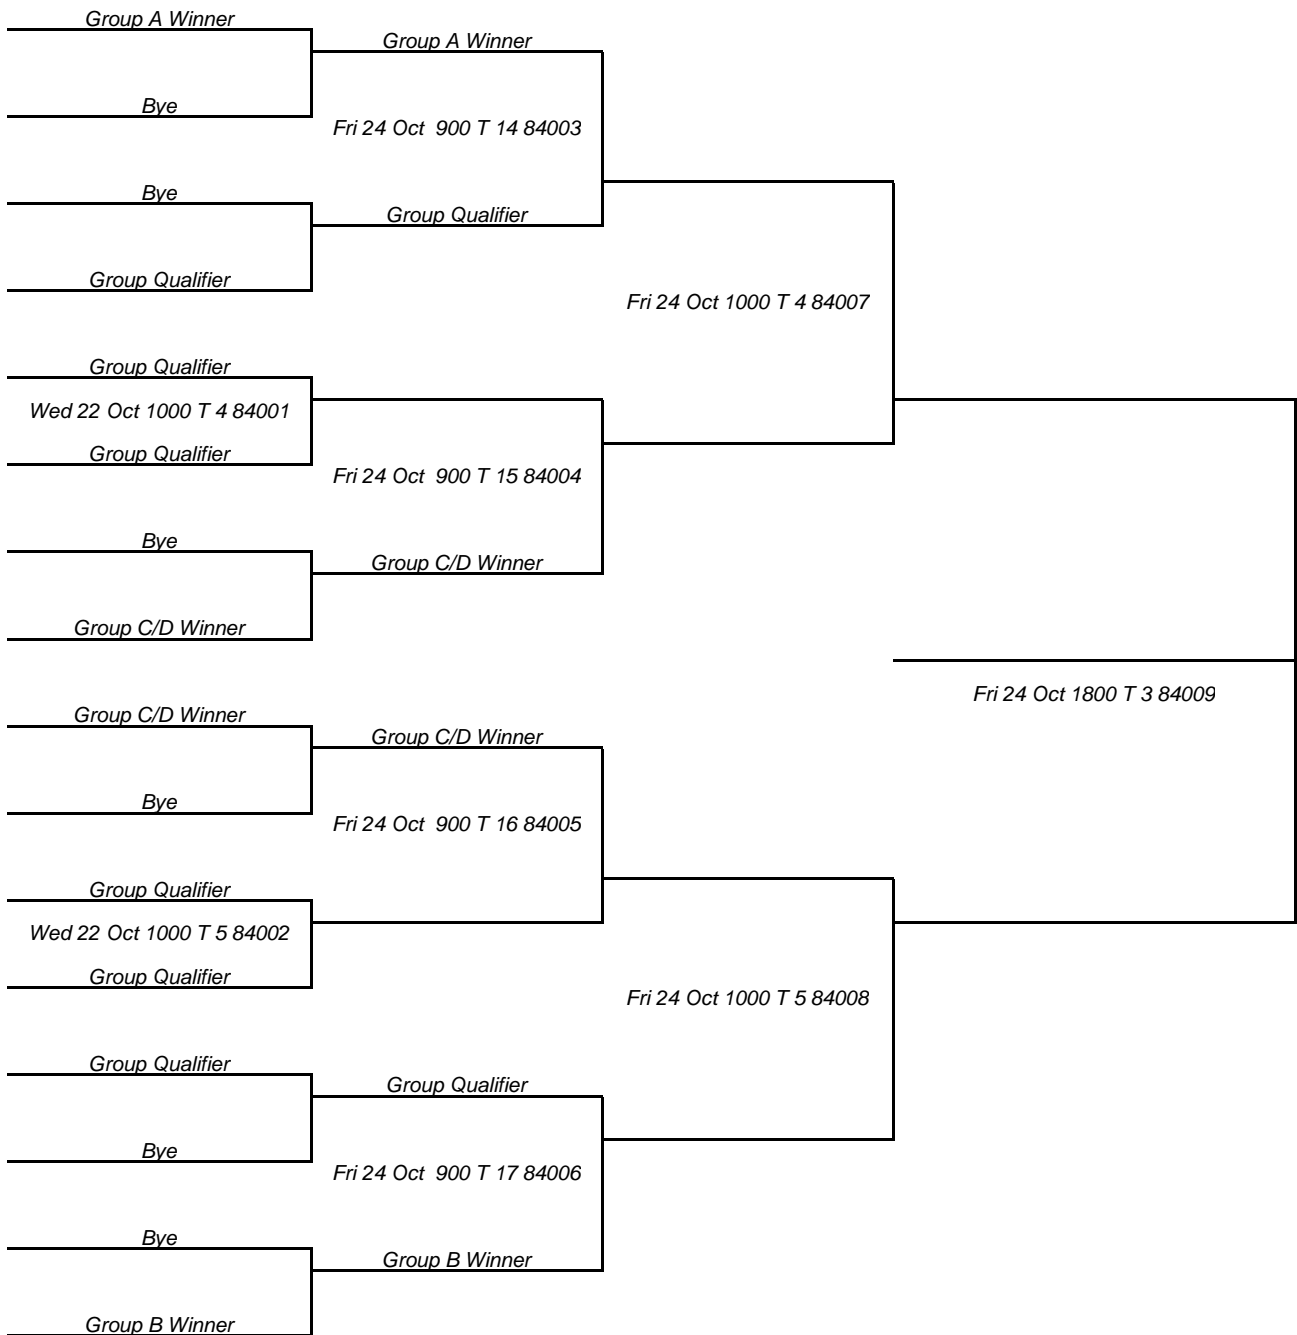 Group A Winner
Group A Winner
Bye
Fri 24 Oct  900 T 14 84003
Bye
Group Qualifier
Group Qualifier
Fri 24 Oct 1000 T 4 84007
Group Qualifier
Wed 22 Oct 1000 T 4 84001
Group Qualifier
Fri 24 Oct  900 T 15 84004
Bye
Group C/D Winner
Group C/D Winner
Fri 24 Oct 1800 T 3 84009
Group C/D Winner
Group C/D Winner
Bye
Fri 24 Oct  900 T 16 84005
Group Qualifier
Wed 22 Oct 1000 T 5 84002
Group Qualifier
Fri 24 Oct 1000 T 5 84008
Group Qualifier
Group Qualifier
Bye
Fri 24 Oct  900 T 17 84006
Bye
Group B Winner
Group B Winner